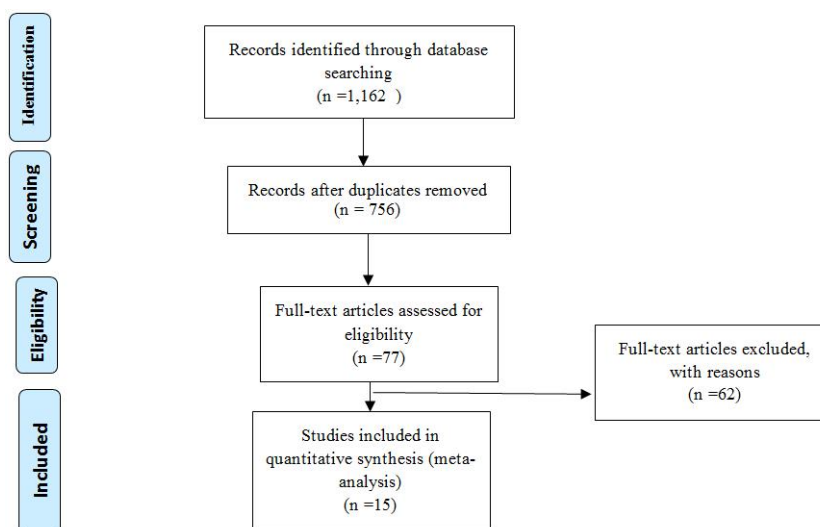 Identification
Records identified through database
searching
(n =1,162  )
Screening
Records after duplicates removed
(n = 756)
Eligibility
Full-text articles assessed for
eligibility
(n =77)
Full-text articles excluded,
with reasons
(n =62)
Included
Studies included in
quantitative synthesis (meta-
analysis)
(n =15)